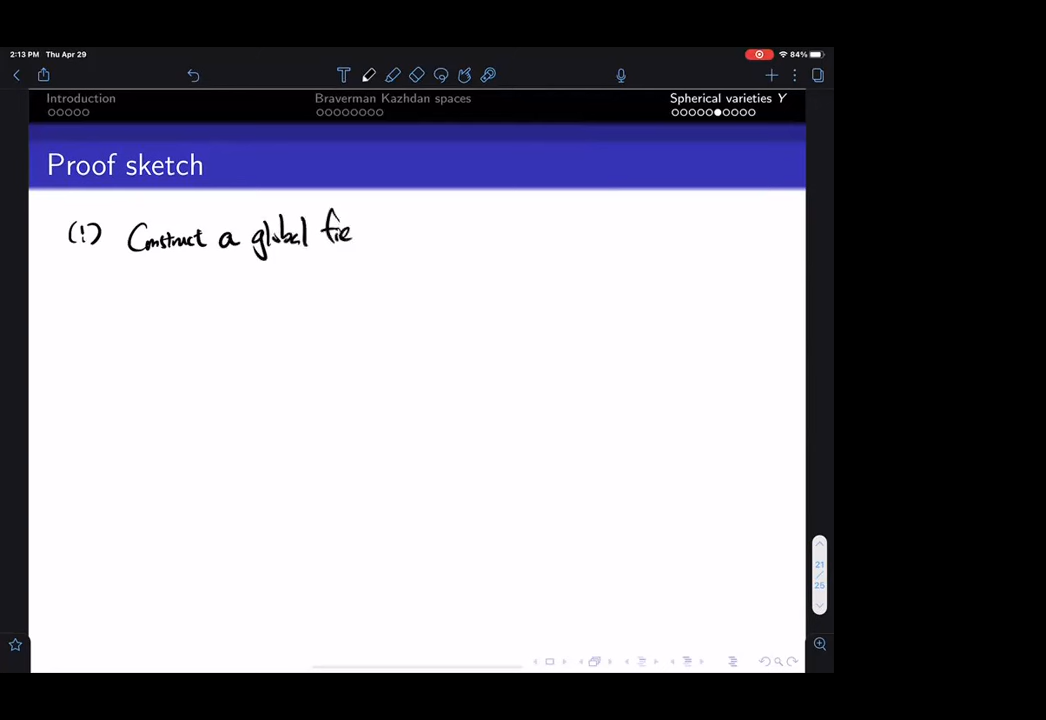 2:13 PM Thu Apr 29
84%
Introduction
Braverman Kazhdan spaces
Spherical varieties Y
Proof sketch
(1) Construct a global fie
21
/
25